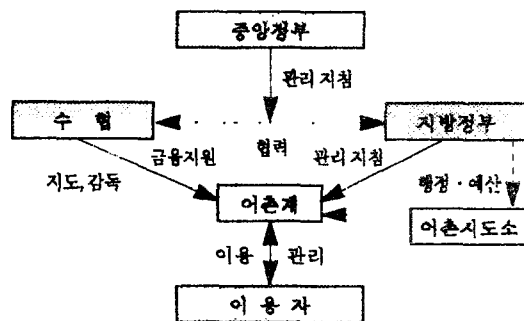 중앙정부
관리 지침
수 협
지방정부
협력
금융지원
관리 지침
지도, 감독
행정 · 예산
어촌계
어촌지도소
이용 관리
이 용 자